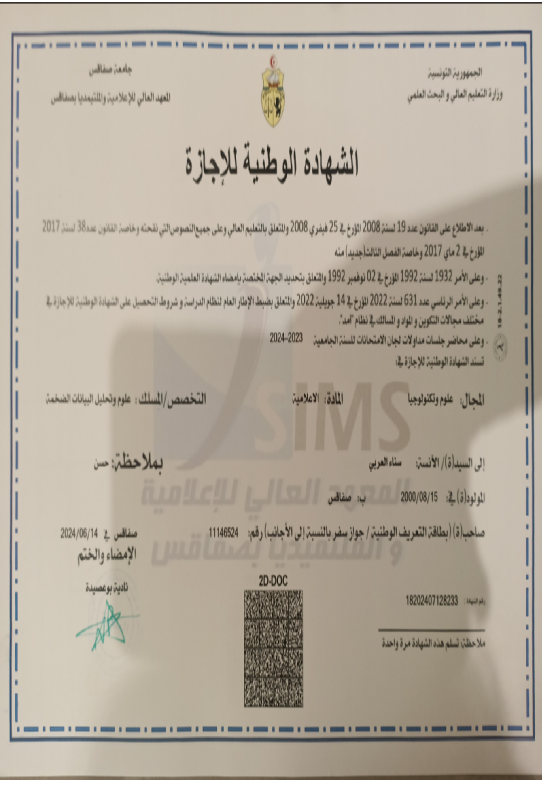 الجمهورية التونسية
وزارة التعليم العالي و البحث العلمي
جامعة صفاقس
المعهد العالي للإعلامية والملتيميديا بصفاقس
الشهادة الوطنية للإجازة
. بعد الاطلاع على القانون عدد 19 لسنة 2008 المؤرخ في 25 فيفري 2008 والمتعلق بالتعليم العالي وعلى جميع النصوص التي نقحته وخاصة القانون عدد 38 لسنة 2017
المؤرخ في 2 ماي 2017 وخاصة الفصل الثالث (جديد) منه
. وعلى الأمر 1932 لسنة 1992 المؤرخ في 02 نوفمبر 1992 والمتعلق بتحديد الجهة المختصة بإمضاء الشهادة العلمية الوطنية.
. وعلى الأمر الرئاسي عدد 631 لسنة 2022 المؤرخ في 14 جويلية 2022 والمتعلق بضبط الإطار العام لنظام الدراسة و شروط التحصيل على الشهادة الوطنية للإجازة في
مختلف مجالات التكوين و المواد و المسالك في نظام "أمد".
. وعلى محاضر جلسات مداولات لجان الامتحانات للسنة الجامعية 2023-2024
تسند الشهادة الوطنية للإجازة في:
المجال: علوم وتكنولوجيا المادة: الاعلامية التخصص/المسلك: علوم وتحليل البيانات الضخمة
إلى السيد(ة)/ الأنسة: سناء العربي بملاحظة: حسن
المولود(ة) في: 2000/08/15 ب: صفاقس
صاحب(ة) (بطاقة التعريف الوطنية / جواز سفر بالنسبة إلى الأجانب) رقم: 11146524
صفاقس في 2024/06/14
الإمضاء والختم
نادية بوعصيدة
2D-DOC
رقم الشهادة: 18202407128233
ملاحظة: تسلم هذه الشهادة مرة واحدة
SIMS
المعهد العالي للإعلامية
و الملتيميديا بصفاقس